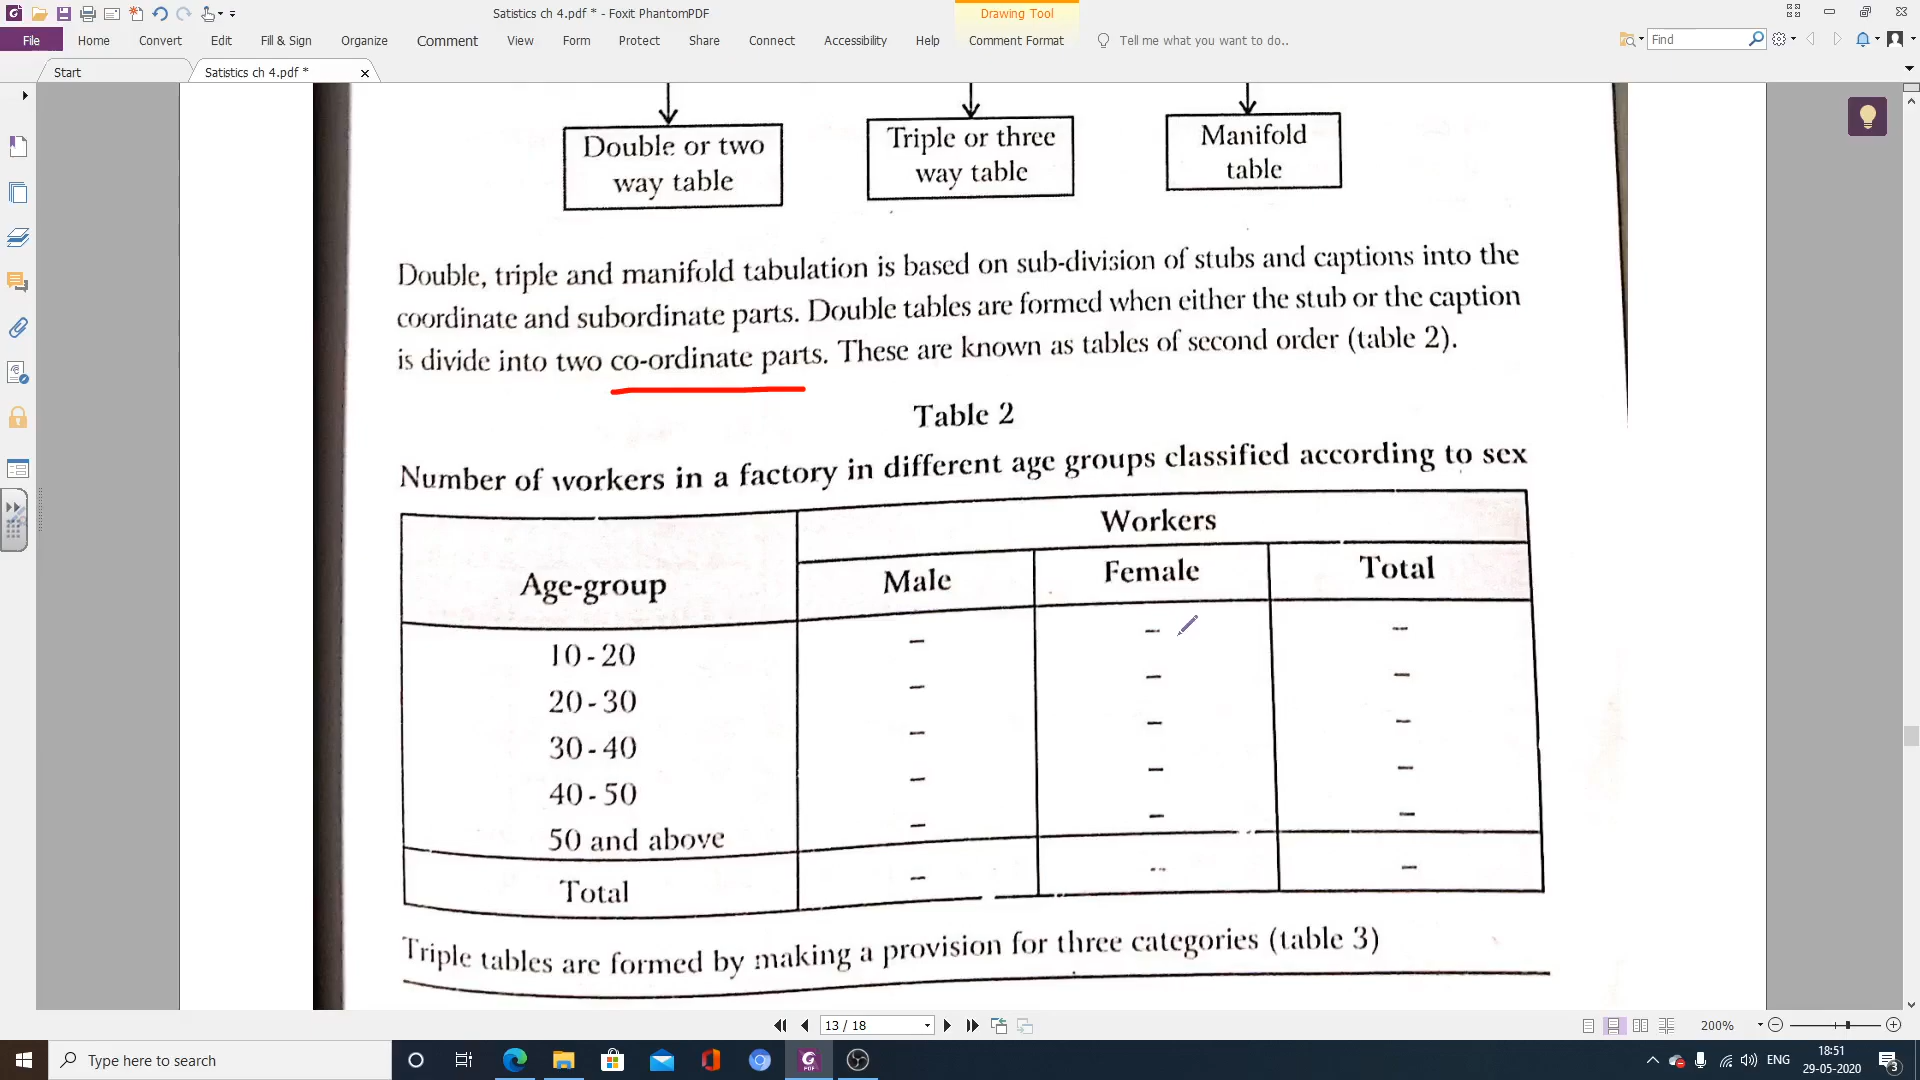 Satistics ch 4.pdf * - Foxit PhantomPDF
Drawing Tool
File Home Convert Edit Fill & Sign Organize Comment View Form Protect Share Connect Accessibility Help Comment Format Tell me what you want to do.. Find
Start Satistics ch 4.pdf *
Double or two
way table
Triple or three
way table
Manifold
table
Double, triple and manifold tabulation is based on sub-division of stubs and captions into the
coordinate and subordinate parts. Double tables are formed when either the stub or the caption
is divide into two co-ordinate parts. These are known as tables of second order (table 2).
Table 2
Number of workers in a factory in different age groups classified according to sex
Age-group Workers
Male Female Total
10 - 20 – – –
20 - 30 – – –
30 - 40 – – –
40 - 50 – – –
50 and above – – –
Total – -- –
Triple tables are formed by making a provision for three categories (table 3)
13 / 18 200%
Type here to search
ENG
18:51
29-05-2020
3